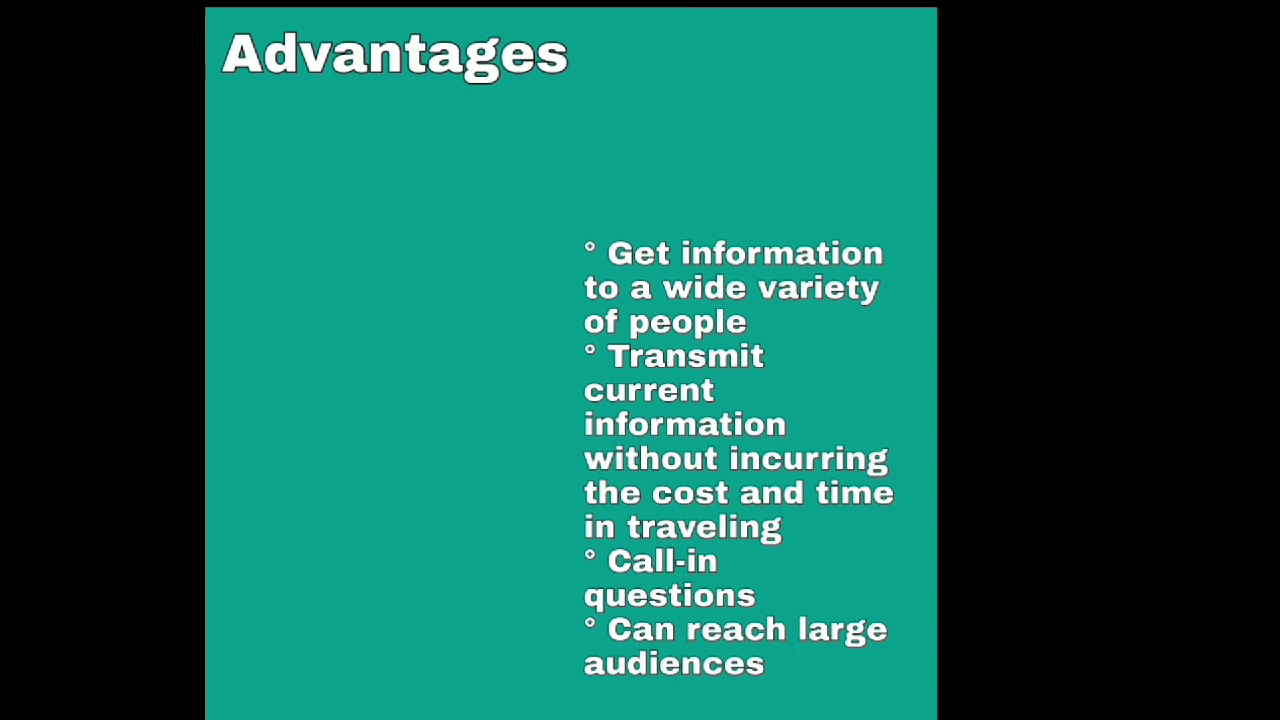 Advantages
° Get information
to a wide variety
of people
° Transmit
current
information
without incurring
the cost and time
in traveling
° Call-in
questions
° Can reach large
audiences